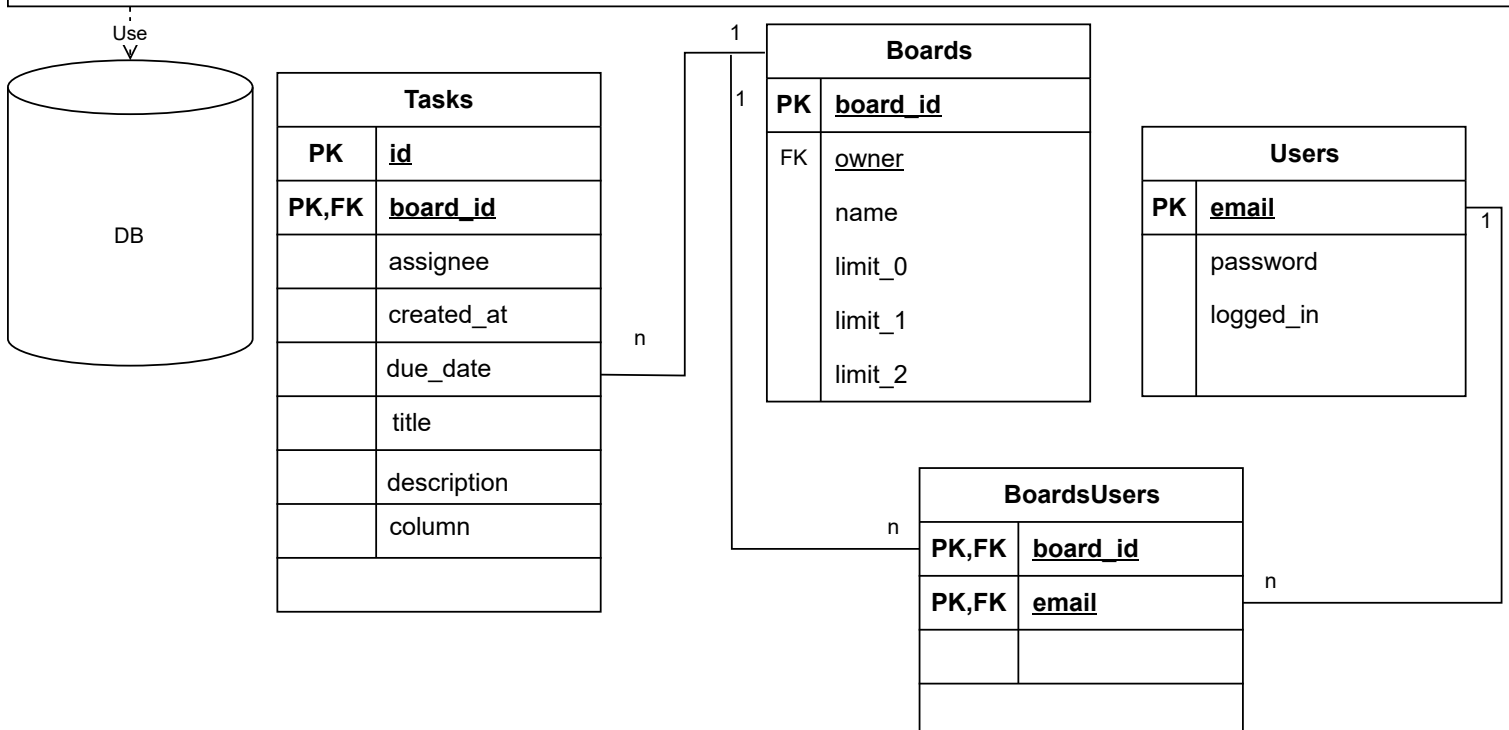 Use
DB
Tasks
PK id
PK,FK board_id
assignee
created_at
due_date
title
description
column
n
1
1
Boards
PK board_id
FK owner
name
limit_0
limit_1
limit_2
Users
PK email
password
logged_in
1
n
BoardsUsers
PK,FK board_id
PK,FK email
n